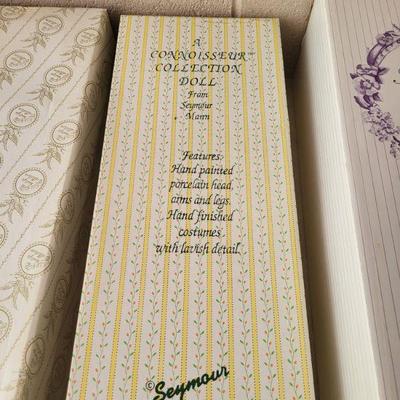 A
CONNOISSEUR™
COLLECTION
DOLL
From
Seymour
Mann
Features:
Hand painted
porcelain head,
arms and legs.
Hand finished
costumes
with lavish detail.
©Seymour